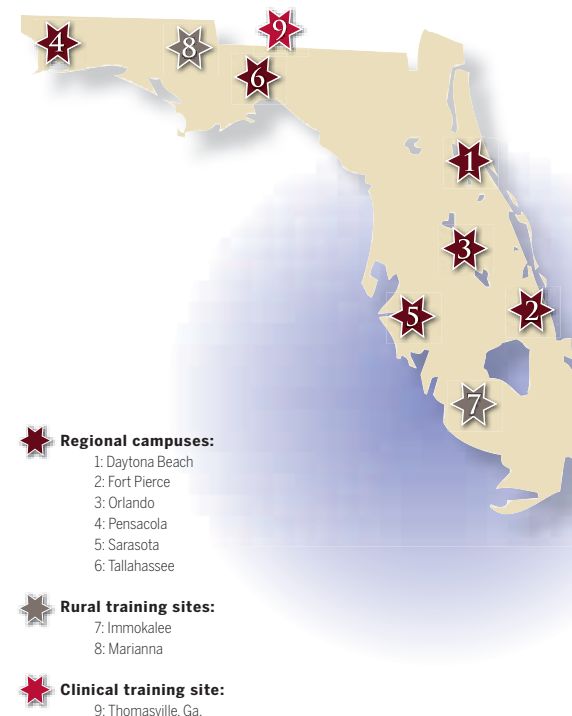 9
4
8
6
1
3
2
5
7
Regional campuses:
1: Daytona Beach
2: Fort Pierce
3: Orlando
4: Pensacola
5: Sarasota
6: Tallahassee
Rural training sites:
7: Immokalee
8: Marianna
Clinical training site:
9: Thomasville, Ga.